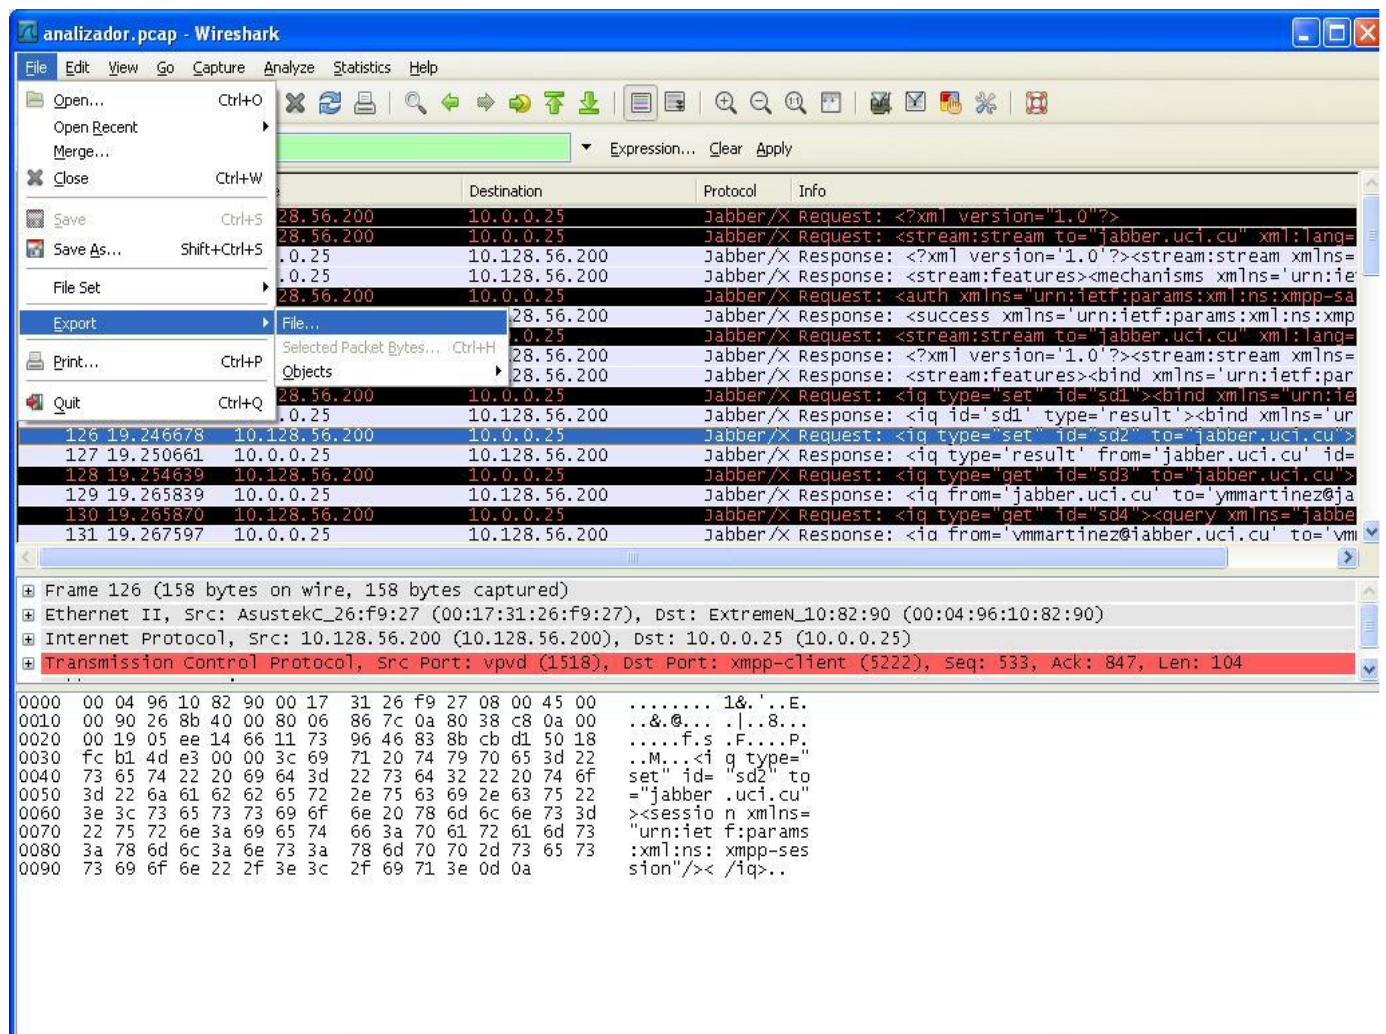 analizador.pcap - Wireshark
File Edit View Go Capture Analyze Statistics Help
Open... Ctrl+O
Open Recent
Merge...
Close Ctrl+W
Save Ctrl+S
Save As... Shift+Ctrl+S
File Set
Export
Print... Ctrl+P
Quit Ctrl+Q
File...
Selected Packet Bytes... Ctrl+H
Objects
Expression... Clear Apply
Destination Protocol Info
28.56.200 10.0.0.25 Jabber/X Request: <?xml version="1.0"?>
28.56.200 10.0.0.25 Jabber/X Request: <stream:stream to="jabber.uci.cu" xml:lang=
.0.25 10.128.56.200 Jabber/X Response: <?xml version='1.0'?><stream:stream xmlns=
.0.25 10.128.56.200 Jabber/X Response: <stream:features><mechanisms xmlns='urn:ie
28.56.200 10.0.0.25 Jabber/X Request: <auth xmlns="urn:ietf:params:xml:ns:xmpp-sa
.128.56.200 Jabber/X Response: <success xmlns='urn:ietf:params:xml:ns:xmp
.0.25 Jabber/X Request: <stream:stream to="jabber.uci.cu" xml:lang=
28.56.200 Jabber/X Response: <?xml version='1.0'?><stream:stream xmlns=
28.56.200 Jabber/X Response: <stream:features><bind xmlns='urn:ietf:par
28.56.200 10.0.0.25 Jabber/X Request: <iq type="set" id="sd1"><bind xmlns="urn:ie
.0.25 10.128.56.200 Jabber/X Response: <iq id='sd1' type='result'><bind xmlns='ur
126 19.246678 10.128.56.200 10.0.0.25 Jabber/X Request: <iq type="set" id="sd2" to="jabber.uci.cu">
127 19.250661 10.0.0.25 10.128.56.200 Jabber/X Response: <iq type='result' from='jabber.uci.cu' id=
128 19.254639 10.128.56.200 10.0.0.25 Jabber/X Request: <iq type="get" id="sd3" to="jabber.uci.cu">
129 19.265839 10.0.0.25 10.128.56.200 Jabber/X Response: <iq from='jabber.uci.cu' to='ymmartinez@ja
130 19.265870 10.128.56.200 10.0.0.25 Jabber/X Request: <iq type="get" id="sd4"><query xmlns="jabbe
131 19.267597 10.0.0.25 10.128.56.200 Jabber/X Response: <iq from='ymmartinez@jabber.uci.cu' to='ym
Frame 126 (158 bytes on wire, 158 bytes captured)
Ethernet II, Src: AsustekC_26:f9:27 (00:17:31:26:f9:27), Dst: ExtremeN_10:82:90 (00:04:96:10:82:90)
Internet Protocol, Src: 10.128.56.200 (10.128.56.200), Dst: 10.0.0.25 (10.0.0.25)
Transmission Control Protocol, Src Port: vpvd (1518), Dst Port: xmpp-client (5222), Seq: 533, Ack: 847, Len: 104
0000 00 04 96 10 82 90 00 17 31 26 f9 27 08 00 45 00 ........ 1&.'..E.
0010 00 90 26 8b 40 00 80 06 86 7c 0a 80 38 c8 0a 00 ..&.@... .|..8...
0020 00 19 05 ee 14 66 11 73 96 46 83 8b cb d1 50 18 .....f.s .F....P.
0030 fc b1 4d e3 00 00 3c 69 71 20 74 79 70 65 3d 22 ..M...<i q type="
0040 73 65 74 22 20 69 64 3d 22 73 64 32 22 20 74 6f set" id= "sd2" to
0050 3d 22 6a 61 62 62 65 72 2e 75 63 69 2e 63 75 22 ="jabber .uci.cu"
0060 3e 3c 73 65 73 73 69 6f 6e 20 78 6d 6c 6e 73 3d ><sessio n xmlns=
0070 22 75 72 6e 3a 69 65 74 66 3a 70 61 72 61 6d 73 "urn:iet f:params
0080 3a 78 6d 6c 3a 6e 73 3a 78 6d 70 70 2d 73 65 73 :xml:ns: xmpp-ses
0090 73 69 6f 6e 22 2f 3e 3c 2f 69 71 3e 0d 0a sion"/>< /iq>..